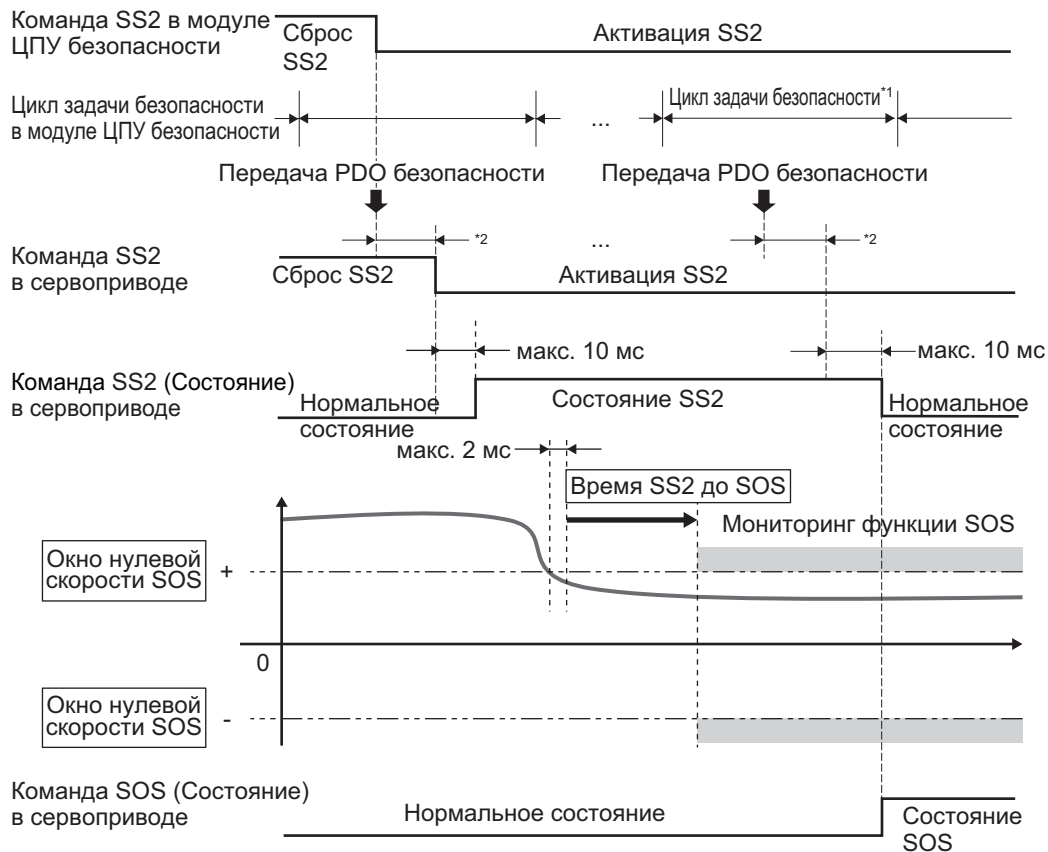 Команда SS2 в модуле
ЦПУ безопасности
Сброс
SS2
Активация SS2
Цикл задачи безопасности
в модуле ЦПУ безопасности
...
Цикл задачи безопасности*1
Передача PDO безопасности
Передача PDO безопасности
*2
...
*2
Команда SS2
в сервоприводе
Сброс SS2
Активация SS2
макс. 10 мс
макс. 10 мс
Команда SS2 (Состояние)
в сервоприводе
Нормальное
состояние
Состояние SS2
Нормальное
состояние
макс. 2 мс
Время SS2 до SOS
Мониторинг функции SOS
Окно нулевой
скорости SOS
+
0
Окно нулевой
скорости SOS
-
Команда SOS (Состояние)
в сервоприводе
Нормальное состояние
Состояние
SOS